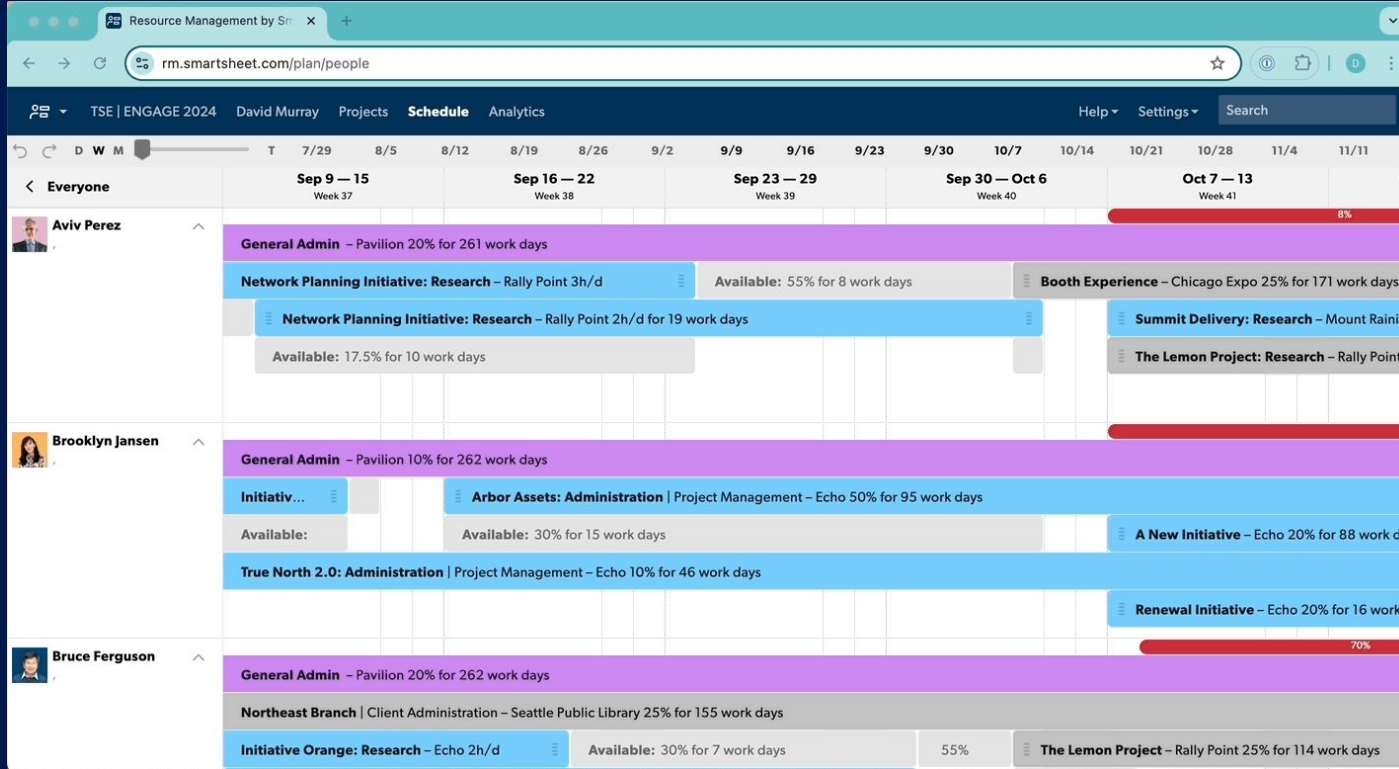 Resource Management by Sm
rm.smartsheet.com/plan/people
D
TSE | ENGAGE 2024 David Murray Projects Schedule Analytics Help Settings Search
D W M T 7/29 8/5 8/12 8/19 8/26 9/2 9/9 9/16 9/23 9/30 10/7 10/14 10/21 10/28 11/4 11/11
Everyone Sep 9 — 15 Sep 16 — 22 Sep 23 — 29 Sep 30 — Oct 6 Oct 7 — 13
Week 37 Week 38 Week 39 Week 40 Week 41
Aviv Perez 8%
,
General Admin – Pavilion 20% for 261 work days
Network Planning Initiative: Research – Rally Point 3h/d Available: 55% for 8 work days Booth Experience – Chicago Expo 25% for 171 work days
Network Planning Initiative: Research – Rally Point 2h/d for 19 work days Summit Delivery: Research – Mount Raini
Available: 17.5% for 10 work days The Lemon Project: Research – Rally Point
Brooklyn Jansen
,
General Admin – Pavilion 10% for 262 work days
Initiativ... Arbor Assets: Administration | Project Management – Echo 50% for 95 work days
Available: Available: 30% for 15 work days A New Initiative – Echo 20% for 88 work d
True North 2.0: Administration | Project Management – Echo 10% for 46 work days
Renewal Initiative – Echo 20% for 16 work
Bruce Ferguson 70%
,
General Admin – Pavilion 20% for 262 work days
Northeast Branch | Client Administration – Seattle Public Library 25% for 155 work days
Initiative Orange: Research – Echo 2h/d Available: 30% for 7 work days 55% The Lemon Project – Rally Point 25% for 114 work days